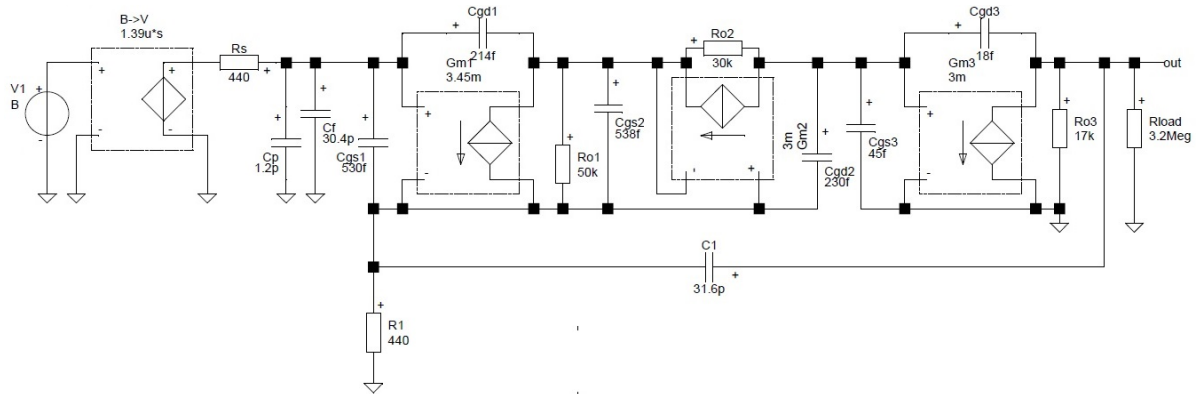 B->V
1.39u*s
V1
B
Rs
440
Cp
1.2p
Cf
30.4p
Cgs1
530f
Cgd1
214f
Gm1
3.45m
Ro1
50k
Cgs2
538f
Ro2
30k
3m
Gm2
Cgd2
230f
Cgs3
45f
Cgd3
18f
Gm3
3m
out
Ro3
17k
Rload
3.2Meg
C1
31.6p
R1
440